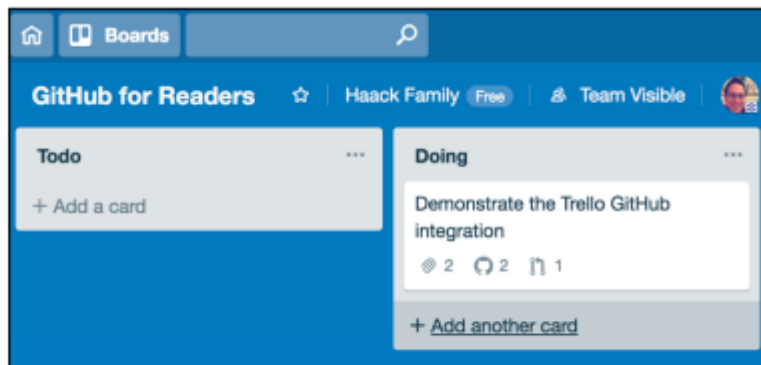 Boards
GitHub for Readers
Haack Family Free
Team Visible
Todo
+ Add a card
Doing
Demonstrate the Trello GitHub
integration
2 2 1
+ Add another card